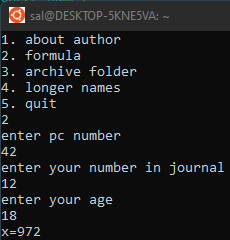 sal@DESKTOP-5KNE5VA: ~
1. about author
2. formula
3. archive folder
4. longer names
5. quit
2
enter pc number
42
enter your number in journal
12
enter your age
18
x=972